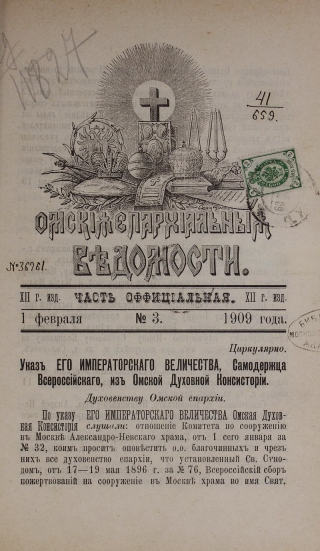 № 827
41
659.
ОМСКІЯ ЕПАРХІАЛЬНЫЯ
ВѢДОМОСТИ.
№36961.
XII г. изд. ЧАСТЬ ОФФИЦІАЛЬНАЯ. XII г. изд.
1 февраля № 3. 1909 года.
Циркулярно.
Указъ ЕГО ИМПЕРАТОРСКАГО ВЕЛИЧЕСТВА, Самодержца
Всероссійскаго, изъ Омской Духовной Консисторіи.
Духовенству Омской епархіи.
По указу ЕГО ИМПЕРАТОРСКАГО ВЕЛИЧЕСТВА Омская Духов-
ная Консисторія слушали: отношеніе Комитета по сооруженію
въ Москвѣ Александро-Невскаго храма, отъ 1 сего января за
№ 32, коимъ просить оповѣстить о.о. благочинныхъ и чрезъ
нихъ все духовенство епархіи, что установленный Св. Сѵно-
домъ, отъ 17—19 мая 1896 г. за № 76, Всероссійскій сборъ
пожертвованій на сооруженіе въ Москвѣ храма во имя Свят.